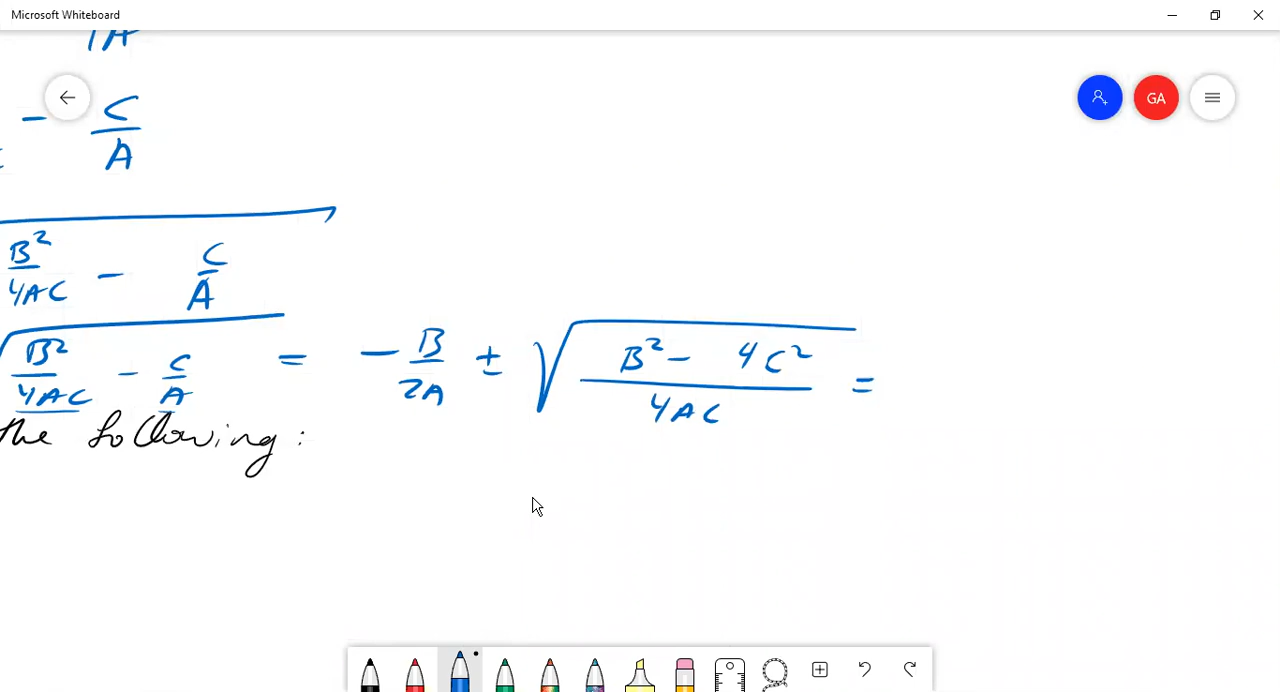 Microsoft Whiteboard
GA
- C/A
B²/4AC - C/A
√(B²/4AC - C/A) = - B/2A ± √((B² - 4C²)/4AC) =
the following: